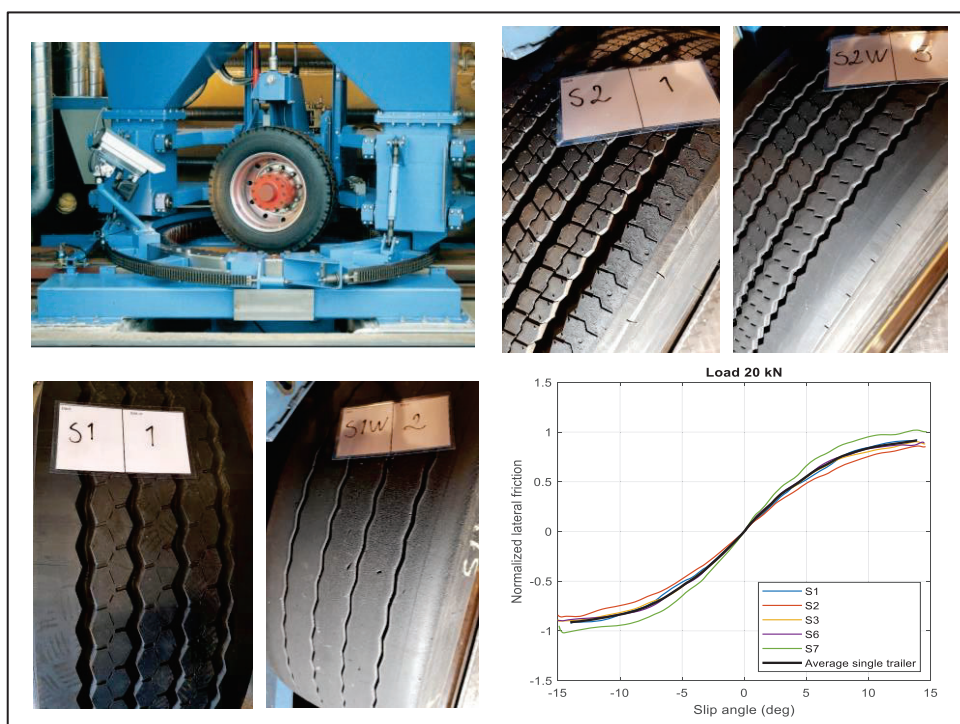 S2 1
S2W 5
S1 1
S1W 2
Load 20 kN
Normalized lateral friction
1.5
1
0.5
0
-0.5
-1
-1.5
-15
-10
-5
0
5
10
15
Slip angle (deg)
S1
S2
S3
S6
S7
Average single trailer